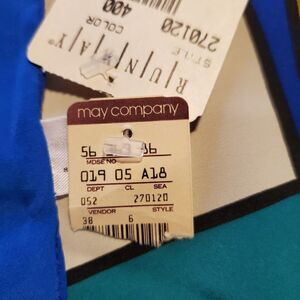 400
COLOR
270120
STYLE
RUNWAY
may company
56 86
MDSE NO
019 05 A18
DEPT CL SEA
052 270120
VENDOR STYLE
38 6